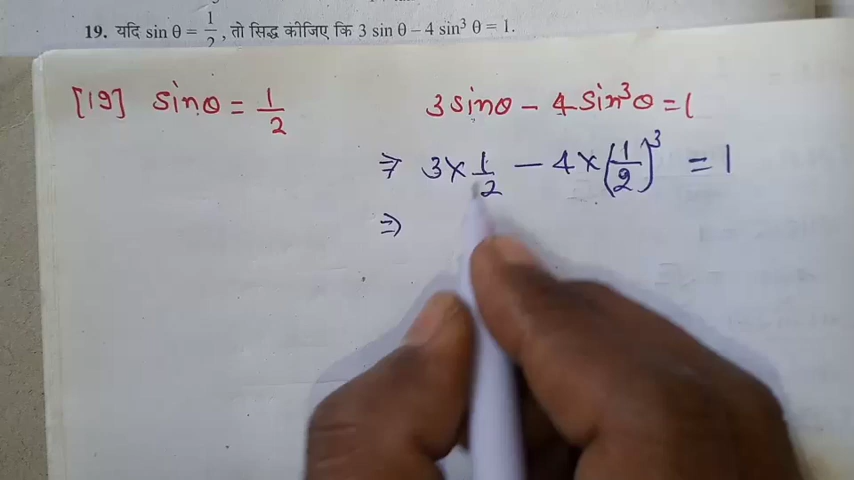 19. यदि sin θ = 1/2, तो सिद्ध कीजिए कि 3 sin θ – 4 sin³ θ = 1.
[19] sinθ = 1/2
3sinθ - 4sin³θ = 1
⇒ 3×1/2 - 4×(1/2)³ = 1
⇒